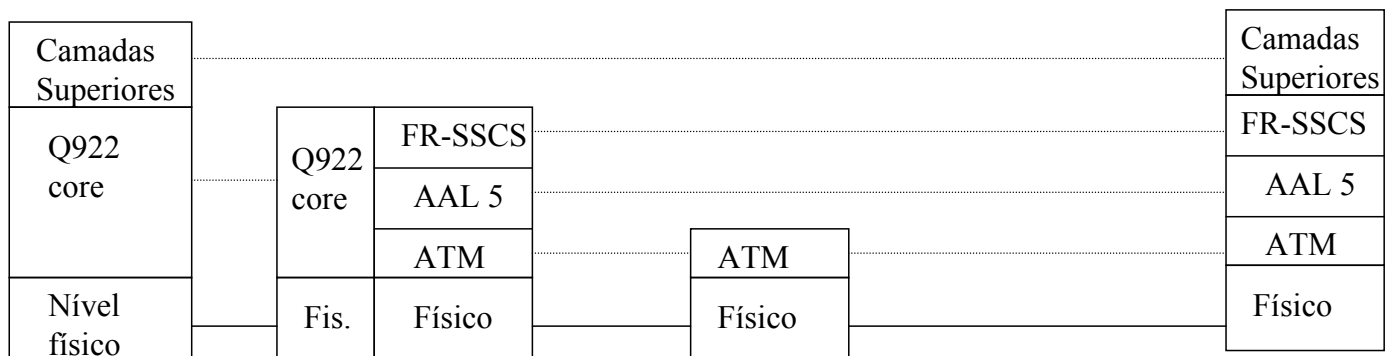 Camadas
Superiores
Q922
core
Nível
físico
Q922
core
Fis.
FR-SSCS
AAL 5
ATM
Físico
ATM
Físico
Camadas
Superiores
FR-SSCS
AAL 5
ATM
Físico